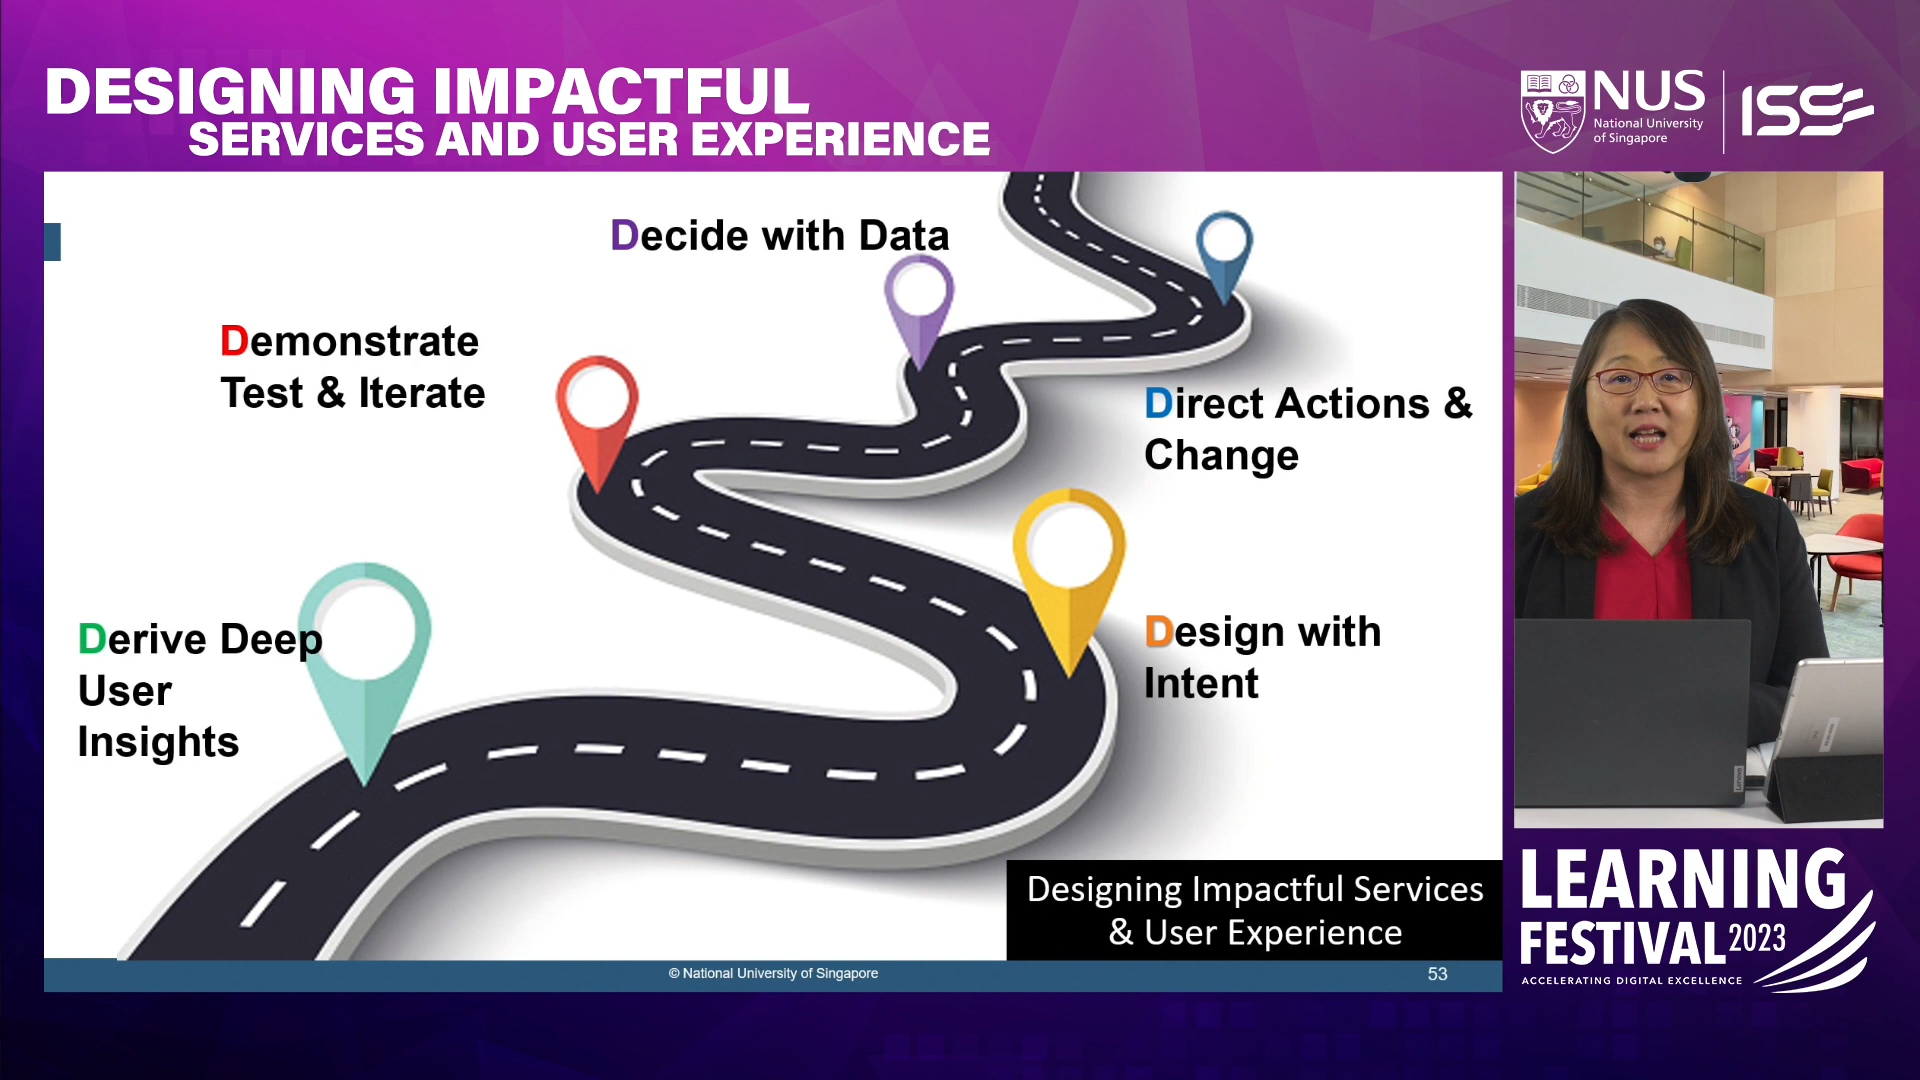 DESIGNING IMPACTFUL
SERVICES AND USER EXPERIENCE
NUS
National University
of Singapore
ISS
Decide with Data
Demonstrate
Test & Iterate
Direct Actions &
Change
Derive Deep
User
Insights
Design with
Intent
Designing Impactful Services
& User Experience
© National University of Singapore
53
Lenovo
LEARNING
FESTIVAL 2023
ACCELERATING DIGITAL EXCELLENCE